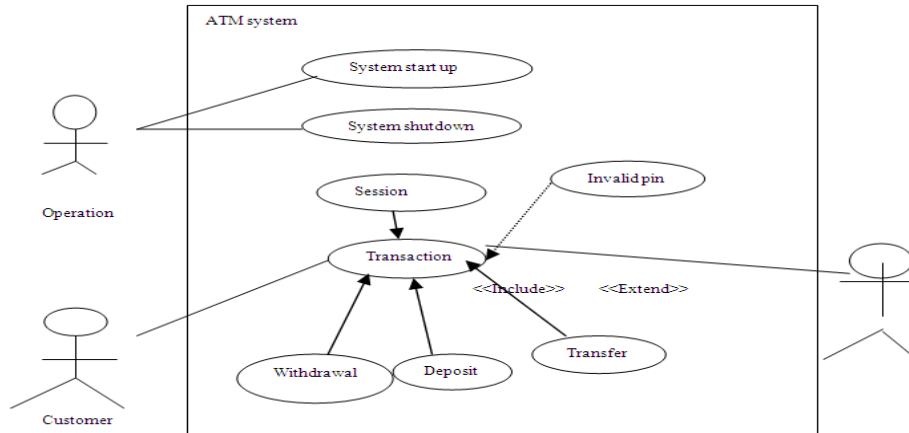 ATM system
System start up
System shutdown
Invalid pin
Session
Operation
Transaction
<<Include>> <<Extend>>
Transfer
Withdrawal
Deposit
Customer